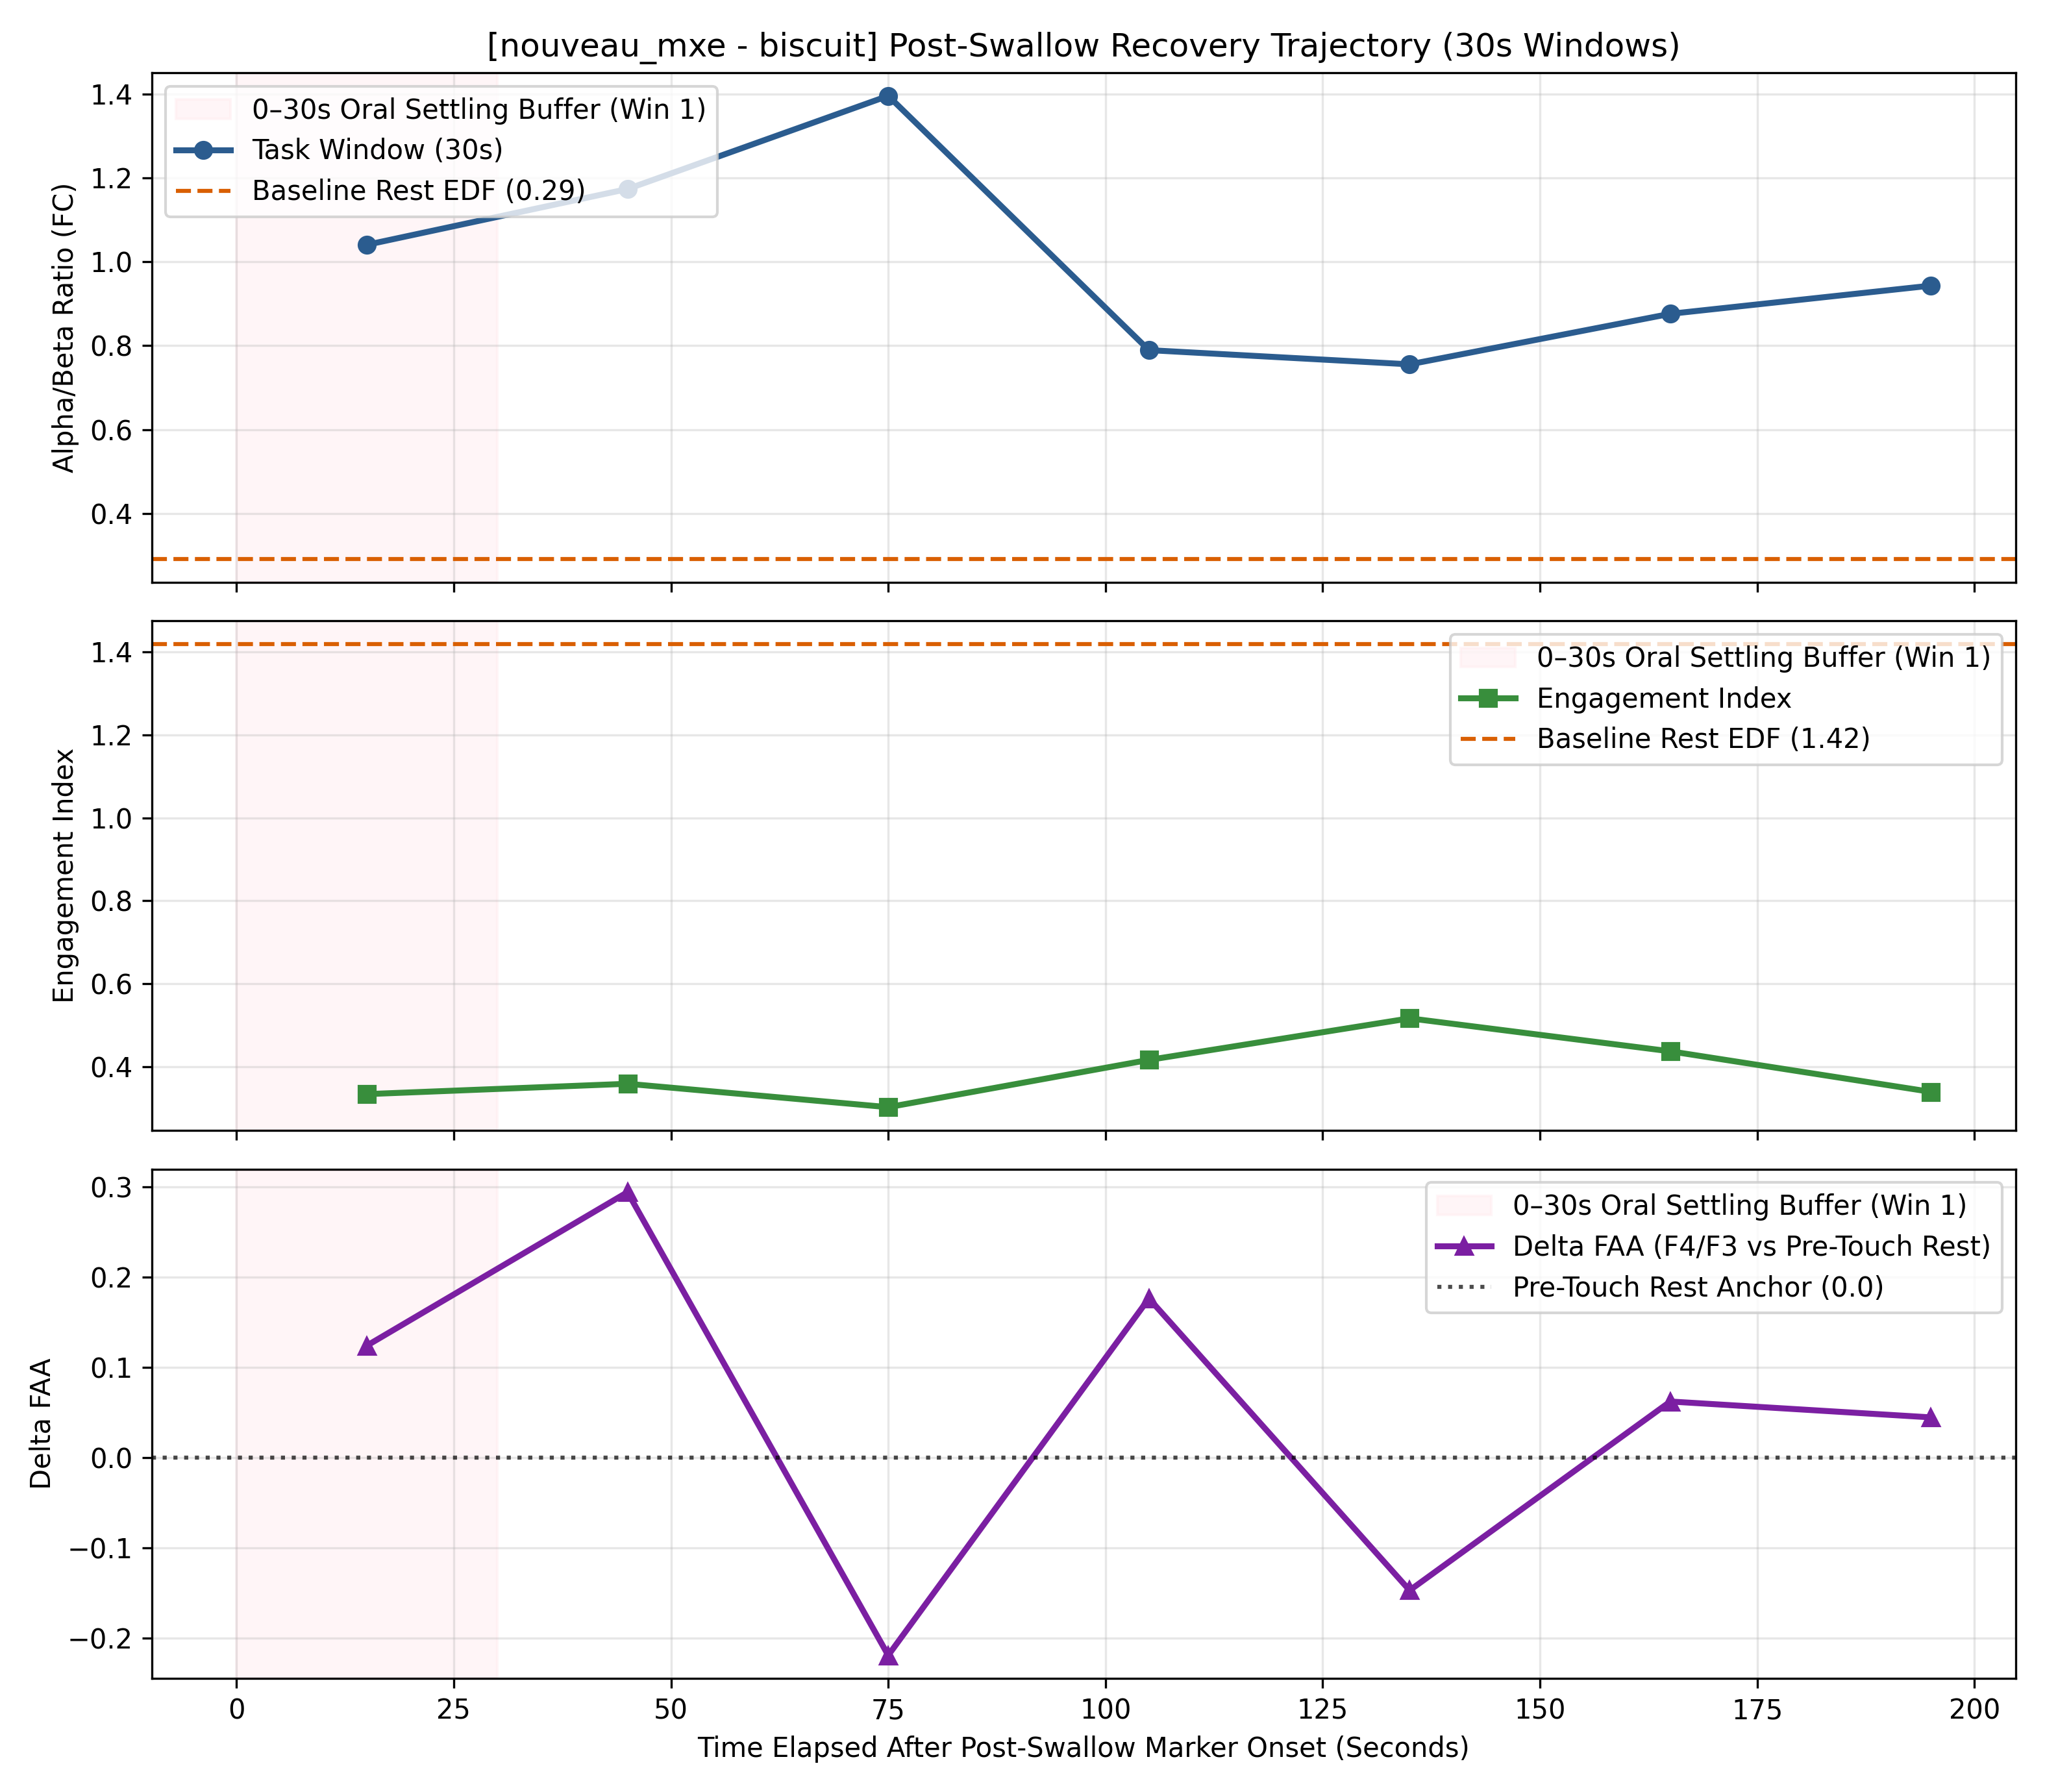 [nouveau_mxe - biscuit] Post-Swallow Recovery Trajectory (30s Windows)
1.4
1.2
1.0
0.8
0.6
0.4
Alpha/Beta Ratio (FC)
0–30s Oral Settling Buffer (Win 1)
Task Window (30s)
Baseline Rest EDF (0.29)
1.4
1.2
1.0
0.8
0.6
0.4
Engagement Index
0–30s Oral Settling Buffer (Win 1)
Engagement Index
Baseline Rest EDF (1.42)
0.3
0.2
0.1
0.0
−0.1
−0.2
Delta FAA
0–30s Oral Settling Buffer (Win 1)
Delta FAA (F4/F3 vs Pre-Touch Rest)
Pre-Touch Rest Anchor (0.0)
0 25 50 75 100 125 150 175 200
Time Elapsed After Post-Swallow Marker Onset (Seconds)